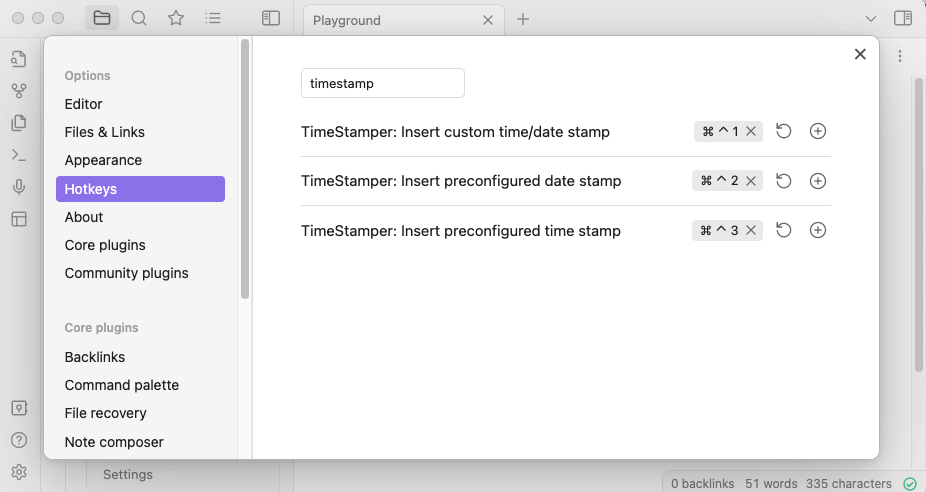 Playground
Options
Editor
Files & Links
Appearance
Hotkeys
About
Core plugins
Community plugins
Core plugins
Backlinks
Command palette
File recovery
Note composer
timestamp
TimeStamper: Insert custom time/date stamp ⌘ ^ 1
TimeStamper: Insert preconfigured date stamp ⌘ ^ 2
TimeStamper: Insert preconfigured time stamp ⌘ ^ 3
Settings
0 backlinks 51 words 335 characters